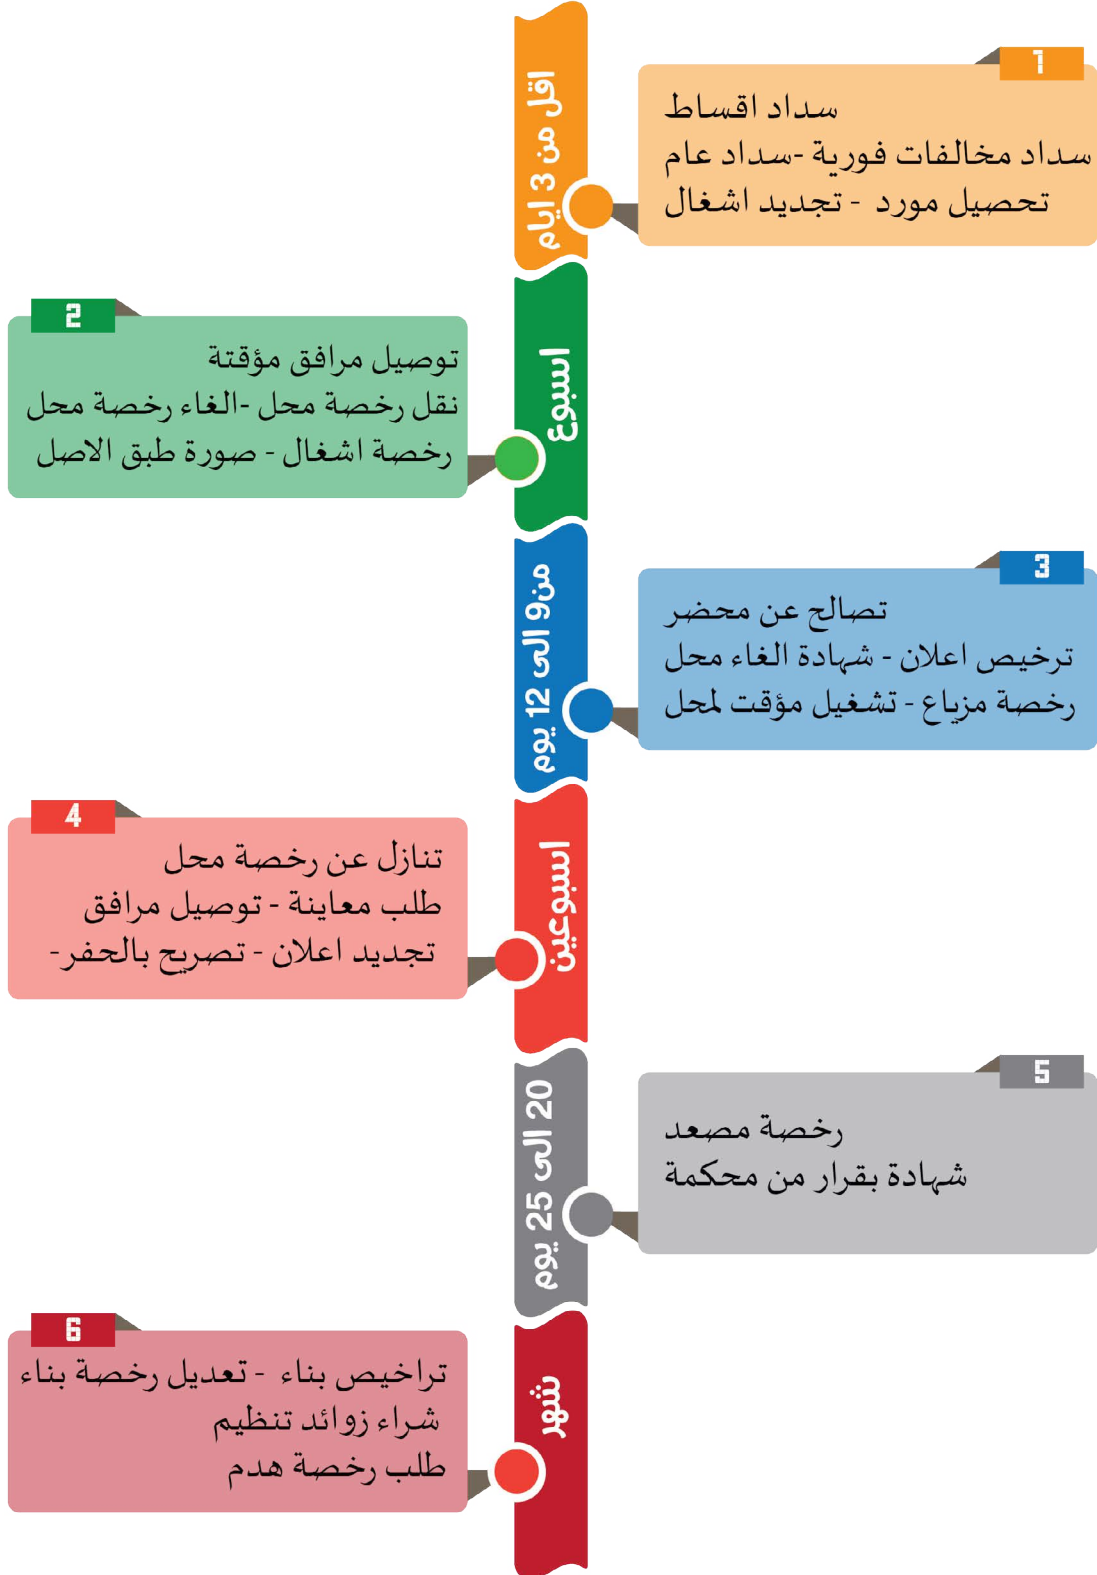 اقل من 3 ايام
1
سداد اقساط
سداد مخالفات فورية -سداد عام
تحصيل مورد - تجديد اشغال
اسبوع
2
توصيل مرافق مؤقتة
نقل رخصة محل -الغاء رخصة محل
رخصة اشغال - صورة طبق الاصل
من9 الى 12 يوم
3
تصالح عن محضر
ترخيص اعلان - شهادة الغاء محل
رخصة مزياع - تشغيل مؤقت لمحل
اسبوعين
4
تنازل عن رخصة محل
طلب معاينة - توصيل مرافق
تجديد اعلان - تصريح بالحفر-
20 الى 25 يوم
5
رخصة مصعد
شهادة بقرار من محكمة
شهر
6
تراخيص بناء - تعديل رخصة بناء
شراء زوائد تنظيم
طلب رخصة هدم